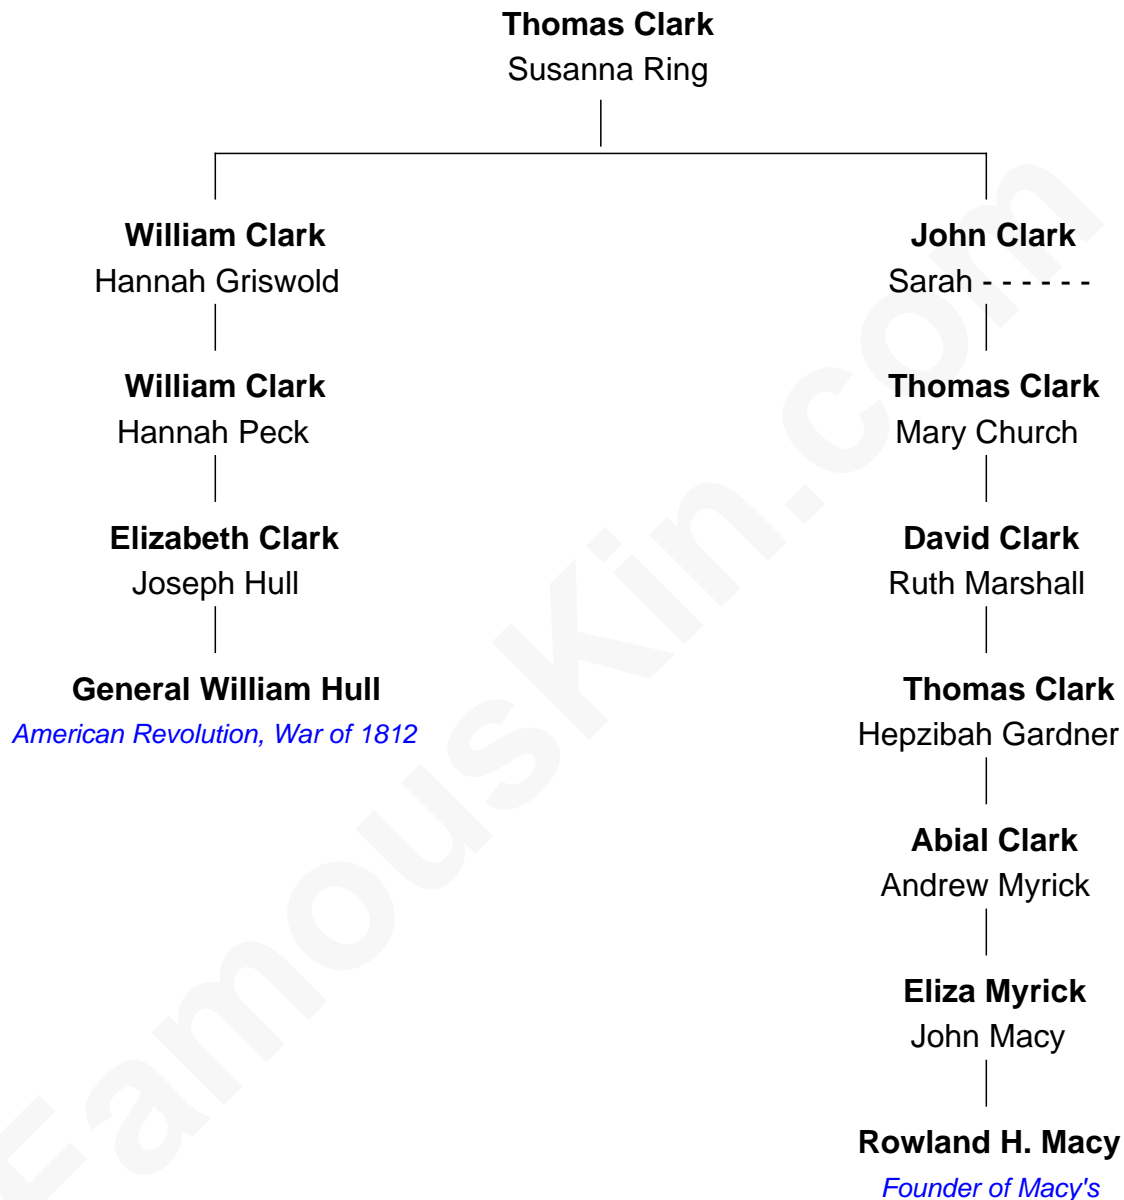 Thomas Clark
Susanna Ring
William Clark
Hannah Griswold
John Clark
Sarah - - - - - -
William Clark
Hannah Peck
Thomas Clark
Mary Church
Elizabeth Clark
Joseph Hull
David Clark
Ruth Marshall
General William Hull
American Revolution, War of 1812
Thomas Clark
Hepzibah Gardner
Abial Clark
Andrew Myrick
Eliza Myrick
John Macy
Rowland H. Macy
Founder of Macy's
FamousKin.com